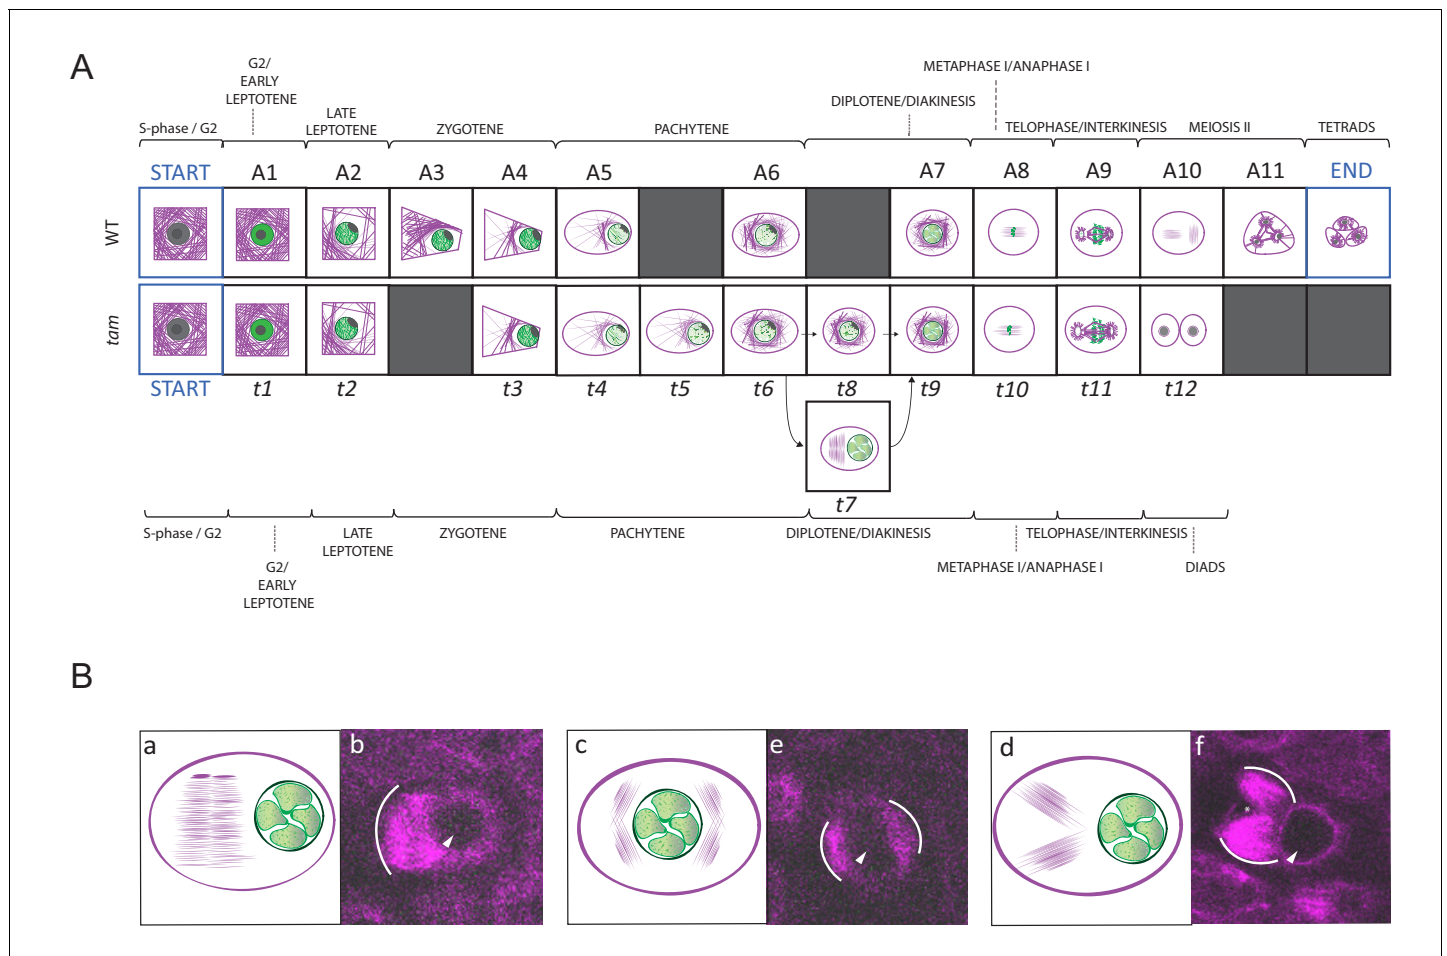 A
METAPHASE I/ANAPHASE I
G2/
EARLY
LEPTOTENE
DIPLOTENE/DIAKINESIS
LATE
LEPTOTENE
S-phase / G2
ZYGOTENE
PACHYTENE
TELOPHASE/INTERKINESIS
MEIOSIS II
TETRADS
START A1 A2 A3 A4 A5 A6 A7 A8 A9 A10 A11 END
WT
tam
START t1 t2 t3 t4 t5 t6 t8 t9 t10 t11 t12
t7
S-phase / G2
LATE
LEPTOTENE
ZYGOTENE
PACHYTENE
DIPLOTENE/DIAKINESIS
TELOPHASE/INTERKINESIS
G2/
EARLY
LEPTOTENE
METAPHASE I/ANAPHASE I
DIADS
B
a b c e d f
*